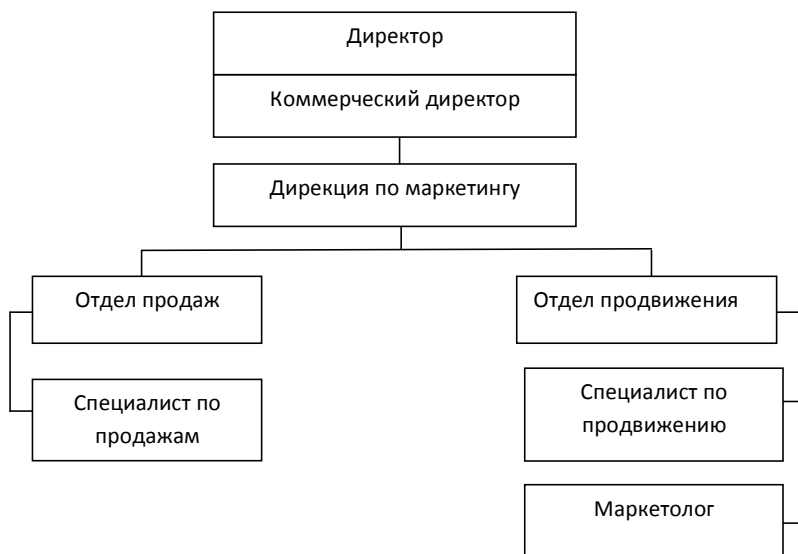 Директор
Коммерческий директор
Дирекция по маркетингу
Отдел продаж
Отдел продвижения
Специалист по
продажам
Специалист по
продвижению
Маркетолог